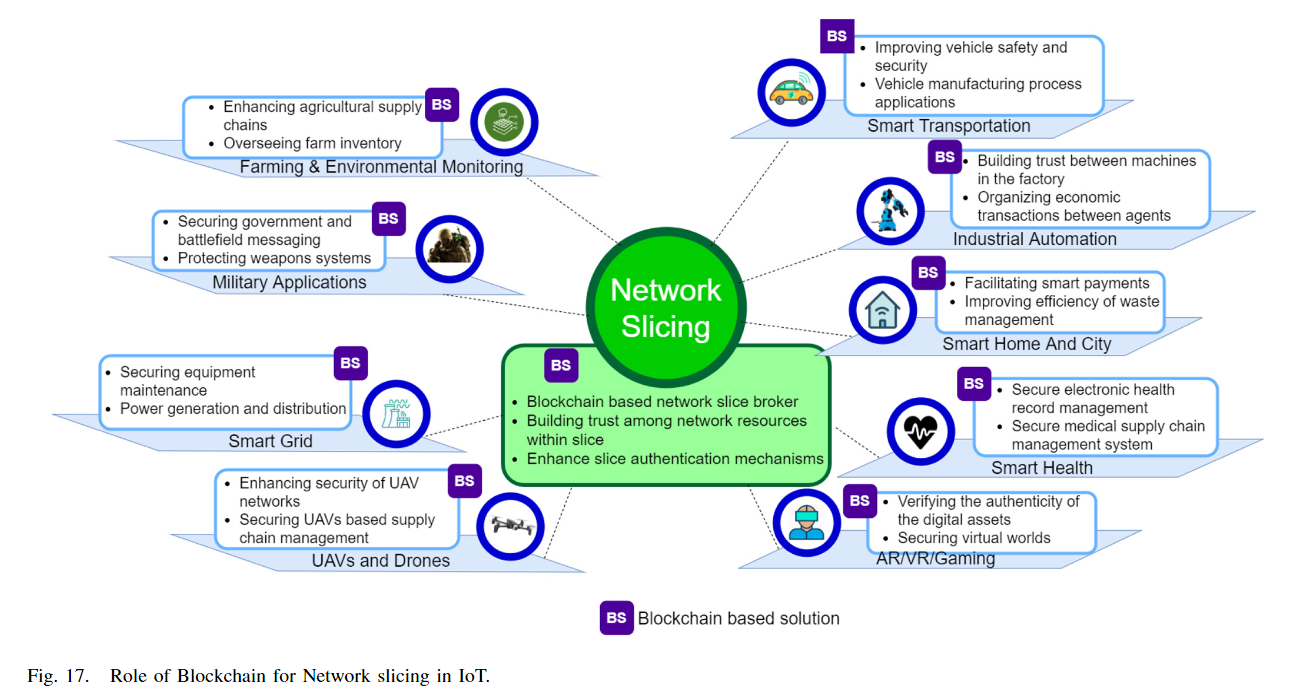 BS
• Improving vehicle safety and
security
• Vehicle manufacturing process
applications
Smart Transportation
BS
• Enhancing agricultural supply
chains
• Overseeing farm inventory
Farming & Environmental Monitoring
BS
• Building trust between machines
in the factory
• Organizing economic
transactions between agents
Industrial Automation
BS
• Securing government and
battlefield messaging
• Protecting weapons systems
Military Applications
Network
Slicing
BS
• Facilitating smart payments
• Improving efficiency of waste
management
Smart Home And City
BS
• Securing equipment
maintenance
• Power generation and distribution
Smart Grid
BS
• Blockchain based network slice broker
• Building trust among network resources
within slice
• Enhance slice authentication mechanisms
BS
• Secure electronic health
record management
• Secure medical supply chain
management system
Smart Health
BS
• Enhancing security of UAV
networks
• Securing UAVs based supply
chain management
UAVs and Drones
BS
• Verifying the authenticity of
the digital assets
• Securing virtual worlds
AR/VR/Gaming
BS Blockchain based solution
Fig. 17. Role of Blockchain for Network slicing in IoT.